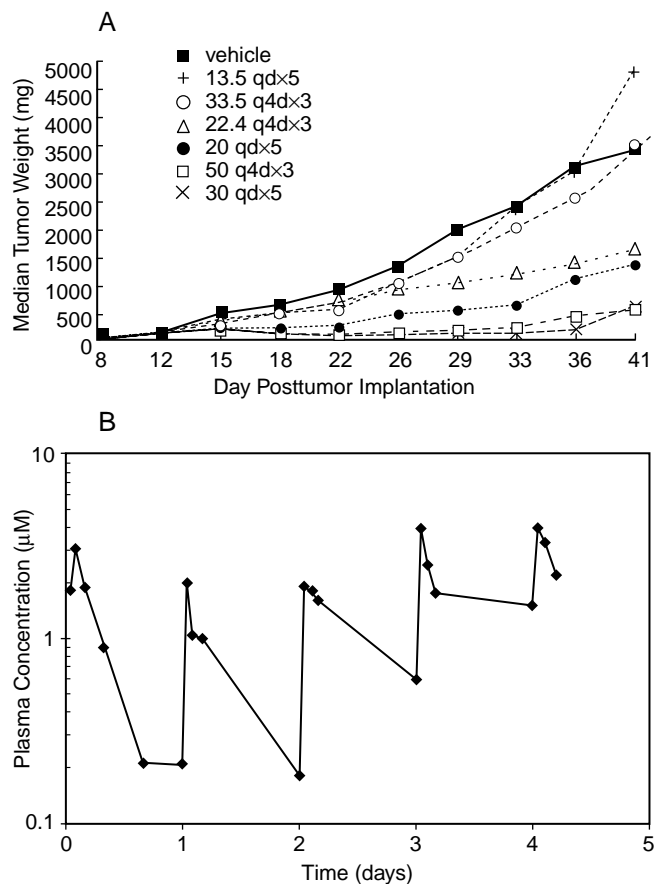 A
vehicle
13.5 qd×5
33.5 q4d×3
22.4 q4d×3
20 qd×5
50 q4d×3
30 qd×5
Median Tumor Weight (mg)
5000
4500
4000
3500
3000
2500
2000
1500
1000
500
0
8 12 15 18 22 26 29 33 36 41
Day Posttumor Implantation
B
Plasma Concentration (μM)
10
1
0.1
0 1 2 3 4 5
Time (days)